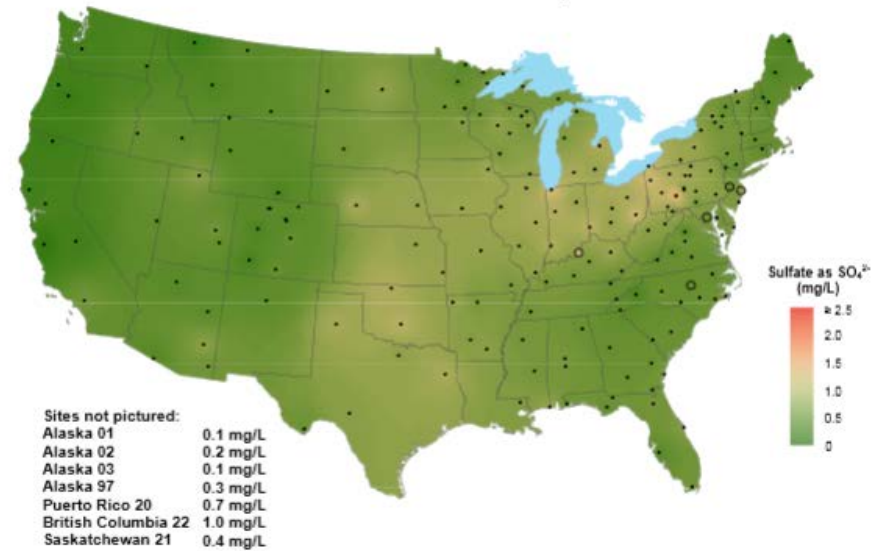 Sulfate as SO₄²⁻
(mg/L)
≥ 2.5
2.0
1.5
1.0
0.5
0
Sites not pictured:
Alaska 01 0.1 mg/L
Alaska 02 0.2 mg/L
Alaska 03 0.1 mg/L
Alaska 97 0.3 mg/L
Puerto Rico 20 0.7 mg/L
British Columbia 22 1.0 mg/L
Saskatchewan 21 0.4 mg/L